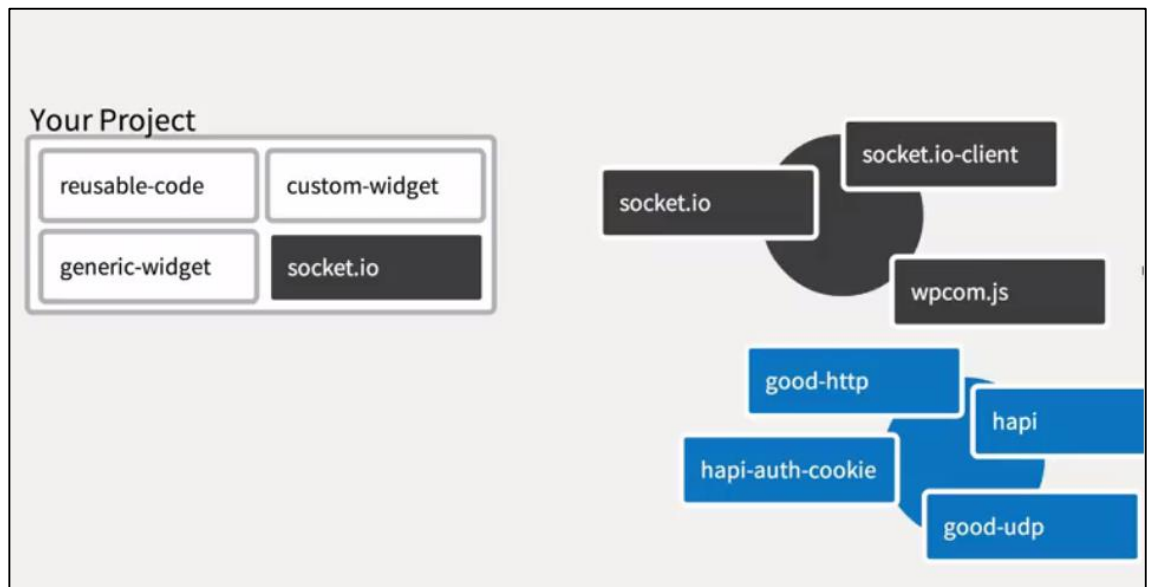 Your Project
reusable-code
custom-widget
generic-widget
socket.io
socket.io-client
socket.io
wpcom.js
good-http
hapi
hapi-auth-cookie
good-udp